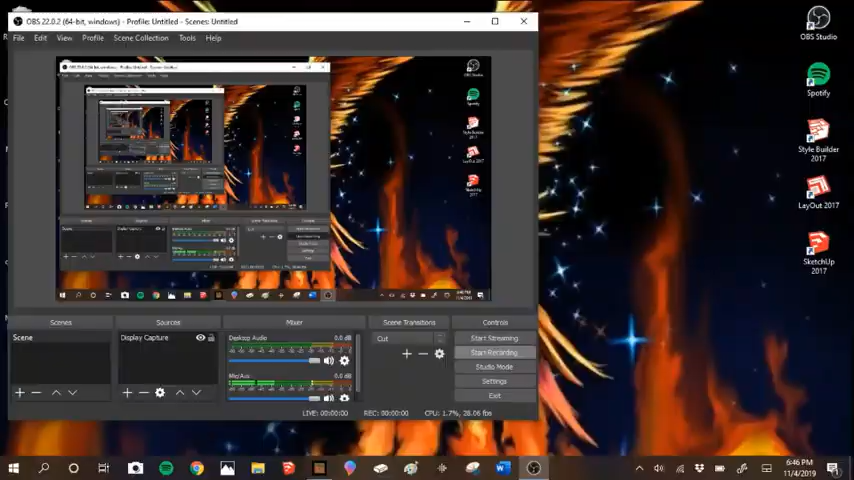 OBS 22.0.2 (64-bit, windows) - Profile: Untitled - Scenes: Untitled
File Edit View Profile Scene Collection Tools Help
OBS Studio
Spotify
Style Builder
2017
LayOut 2017
SketchUp
2017
Scenes Sources Mixer Scene Transitions Controls
Scene
Display Capture
Desktop Audio 0.0 dB
Mic/Aux 0.0 dB
Cut
Start Streaming
Start Recording
Studio Mode
Settings
Exit
LIVE: 00:00:00 REC: 00:00:00 CPU: 1.7%, 28.06 fps
6:46 PM
11/4/2019